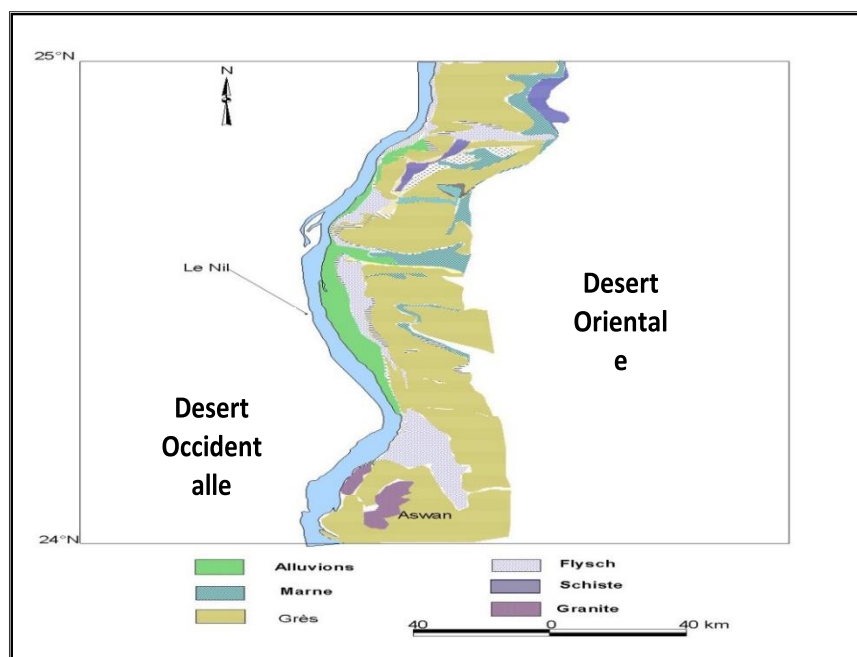 25°N
N
Le Nil
Desert
Oriental
e
Desert
Occident
alle
Aswan
24°N
Alluvions
Marne
Grès
Flysch
Schiste
Granite
40 0 40 km